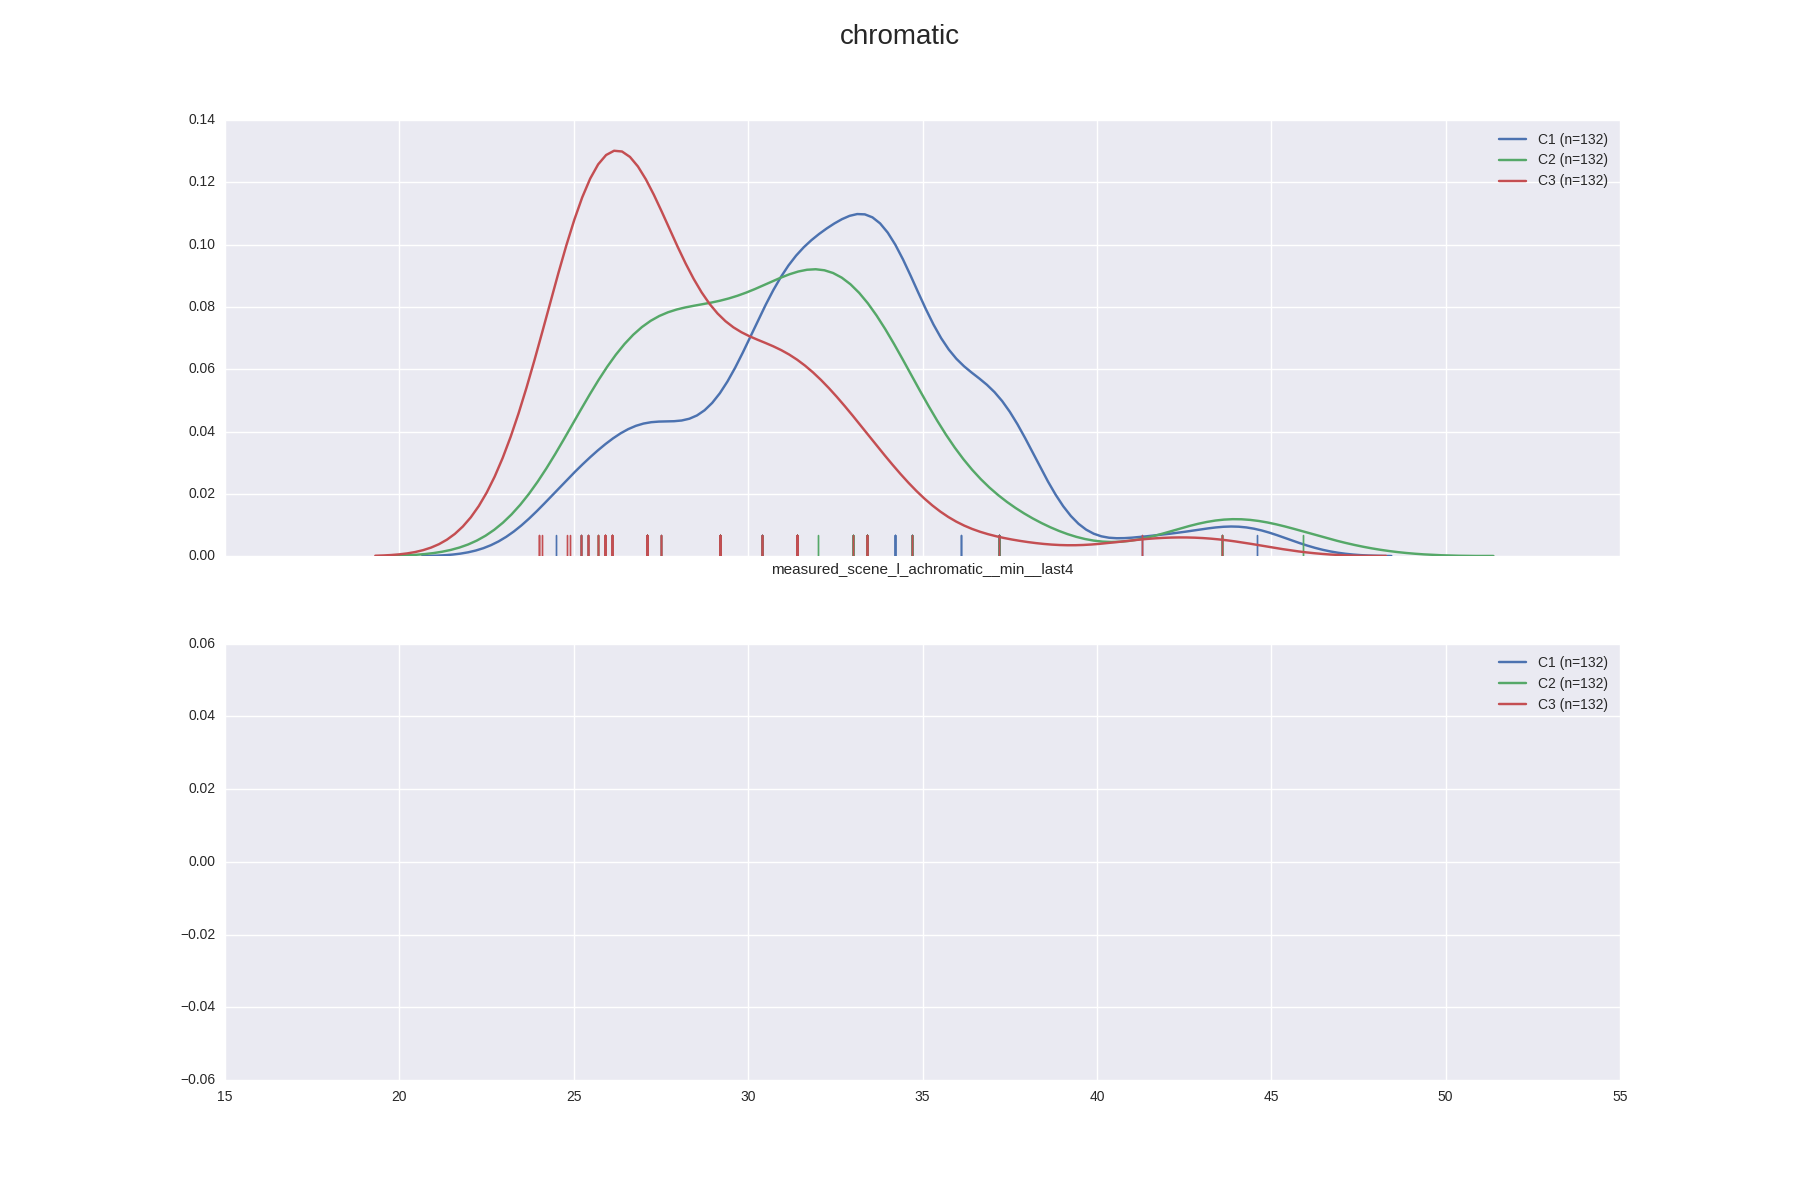 chromatic
0.14
0.12
0.10
0.08
0.06
0.04
0.02
0.00
C1 (n=132)
C2 (n=132)
C3 (n=132)
measured_scene_l_achromatic__min__last4
0.06
0.04
0.02
0.00
−0.02
−0.04
−0.06
C1 (n=132)
C2 (n=132)
C3 (n=132)
15 20 25 30 35 40 45 50 55